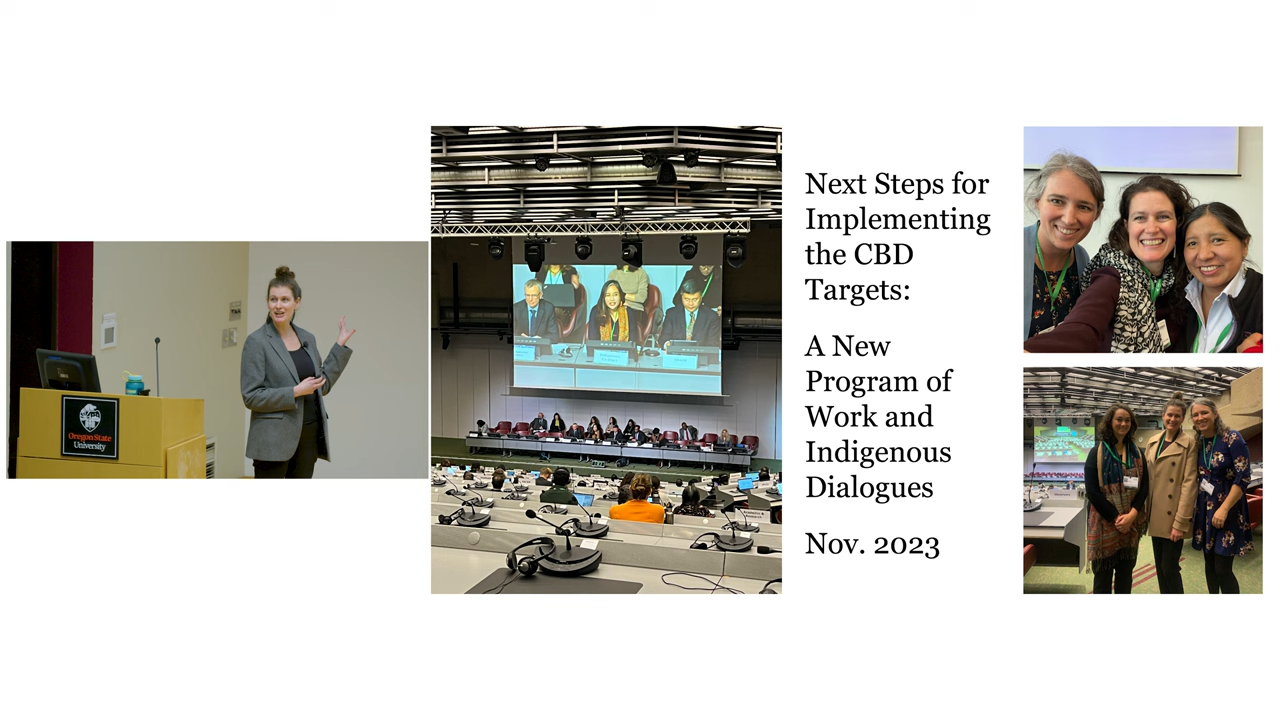 Oregon State
University
Next Steps for
Implementing
the CBD
Targets:
A New
Program of
Work and
Indigenous
Dialogues
Nov. 2023